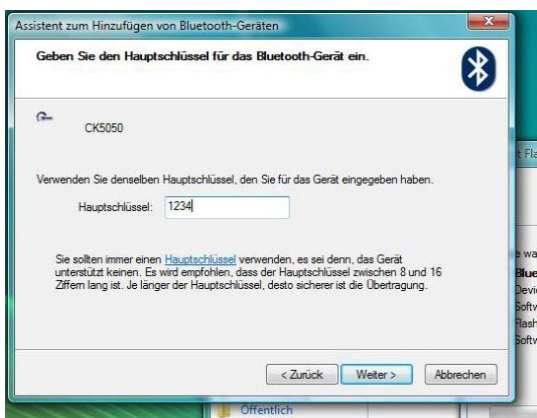 Assistent zum Hinzufügen von Bluetooth-Geräten
Geben Sie den Hauptschlüssel für das Bluetooth-Gerät ein.
CK5050
Verwenden Sie denselben Hauptschlüssel, den Sie für das Gerät eingegeben haben.
Hauptschlüssel: 1234
Sie sollten immer einen Hauptschlüssel verwenden, es sei denn, das Gerät
unterstützt keinen. Es wird empfohlen, dass der Hauptschlüssel zwischen 8 und 16
Ziffern lang ist. Je länger der Hauptschlüssel, desto sicherer ist die Übertragung.
< Zurück Weiter > Abbrechen
Öffentlich